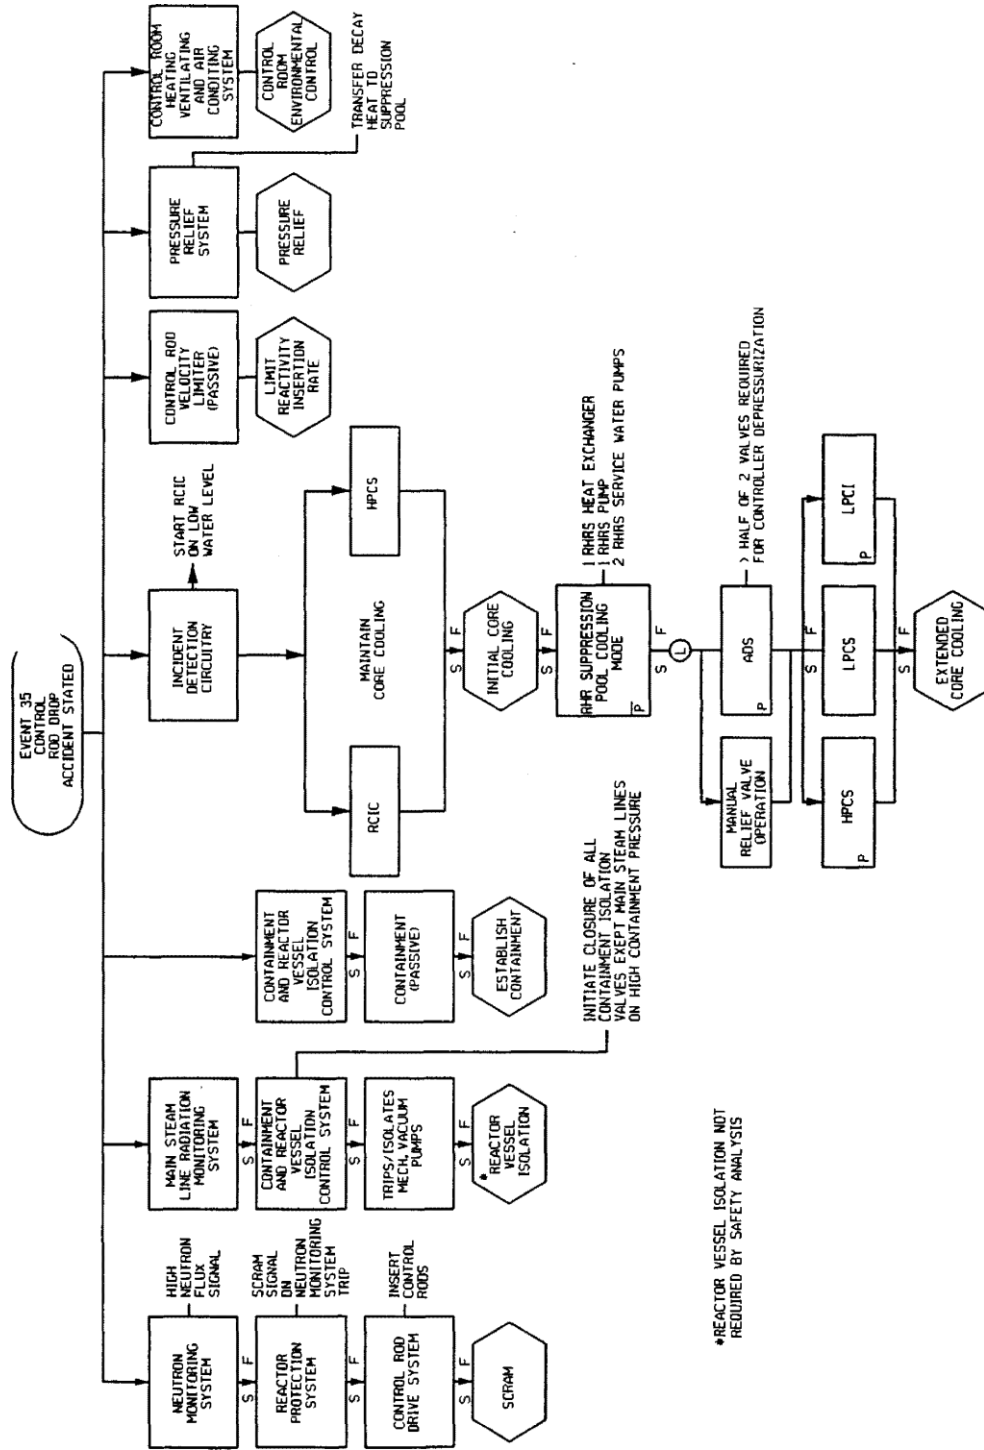 EVENT 35
CONTROL
ROD DROP
ACCIDENT STATED
NEUTRON
MONITORING
SYSTEM
HIGH
NEUTRON
FLUX
SIGNAL
S F
REACTOR
PROTECTION
SYSTEM
SCRAM
SIGNAL
ON
NEUTRON
MONITORING
SYSTEM
TRIP
S F
CONTROL ROD
DRIVE SYSTEM
INSERT
CONTROL
RODS
S F
SCRAM
MAIN STEAM
LINE RADIATION
MONITORING
SYSTEM
S F
CONTAINMENT
AND REACTOR
VESSEL
ISOLATION
CONTROL SYSTEM
INITIATE CLOSURE OF ALL
CONTAINMENT ISOLATION
VALVES EXEPT MAIN STEAM LINES
ON HIGH CONTAINMENT PRESSURE
S F
TRIPS/ISOLATES
MECH. VACUUM
PUMPS
S F
*REACTOR
VESSEL
ISOLATION
CONTAINMENT
AND REACTOR
VESSEL
ISOLATION
CONTROL SYSTEM
S F
CONTAINMENT
(PASSIVE)
S F
ESTABLISH
CONTAINMENT
INCIDENT
DETECTION
CIRCUITRY
START RCIC
ON LOW
WATER LEVEL
RCIC
MAINTAIN
CORE COOLING
HPCS
S F
INITIAL CORE
COOLING
S F
RHR SUPPRESSION
POOL COOLING
MODE
P
1 RHRS HEAT EXCHANGER
1 RHRS PUMP
2 RHRS SERVICE WATER PUMPS
S F
L
MANUAL
RELIEF VALVE
OPERATION
ADS
P
> HALF OF 2 VALVES REQUIRED
FOR CONTROLLER DEPRESSURIZATION
S F
HPCS
P
LPCS
LPCI
P
S F
EXTENDED
CORE COOLING
CONTROL ROD
VELOCITY
LIMITER
(PASSIVE)
LIMIT
REACTIVITY
INSERTION
RATE
PRESSURE
RELIEF
SYSTEM
TRANSFER DECAY
HEAT TO
SUPPRESSION
POOL
PRESSURE
RELIEF
CONTROL ROOM
HEATING
VENTILATING
AND AIR
CONDITING
SYSTEM
CONTROL
ROOM
ENVIRONMENTAL
CONTROL
*REACTOR VESSEL ISOLATION NOT
REQUIRED BY SAFETY ANALYSIS